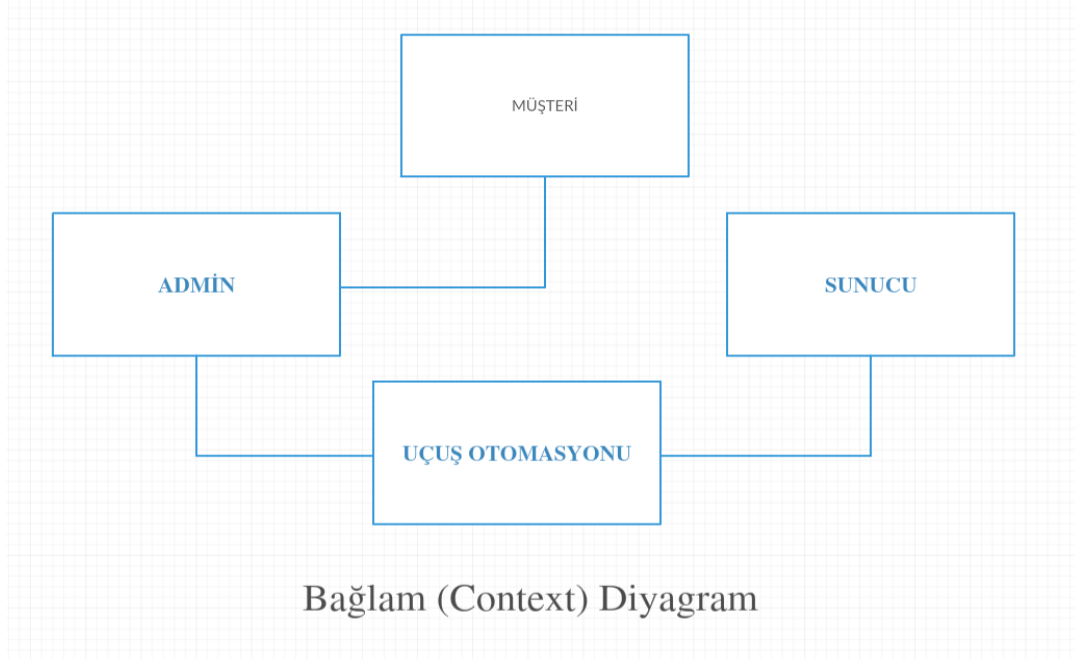 MÜŞTERİ
ADMİN
SUNUCU
UÇUŞ OTOMASYONU
Bağlam (Context) Diyagram